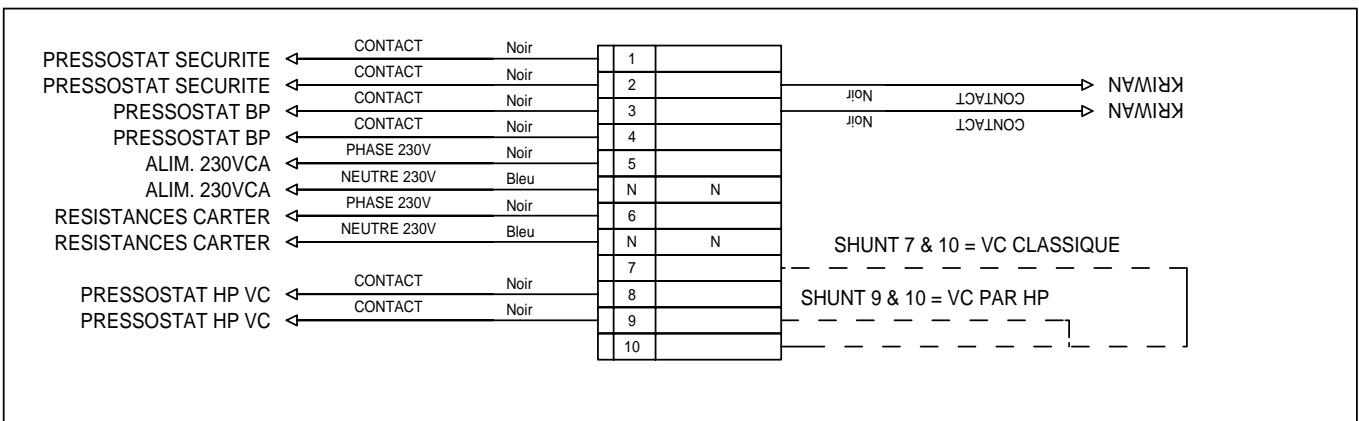 PRESSOSTAT SECURITE CONTACT Noir 1
PRESSOSTAT SECURITE CONTACT Noir 2 Noir CONTACT KRIWAN
PRESSOSTAT BP CONTACT Noir 3 Noir CONTACT KRIWAN
PRESSOSTAT BP CONTACT Noir 4
ALIM. 230VCA PHASE 230V Noir 5
ALIM. 230VCA NEUTRE 230V Bleu N N
RESISTANCES CARTER PHASE 230V Noir 6
RESISTANCES CARTER NEUTRE 230V Bleu N N
SHUNT 7 & 10 = VC CLASSIQUE
7
PRESSOSTAT HP VC CONTACT Noir 8
SHUNT 9 & 10 = VC PAR HP
PRESSOSTAT HP VC CONTACT Noir 9
10